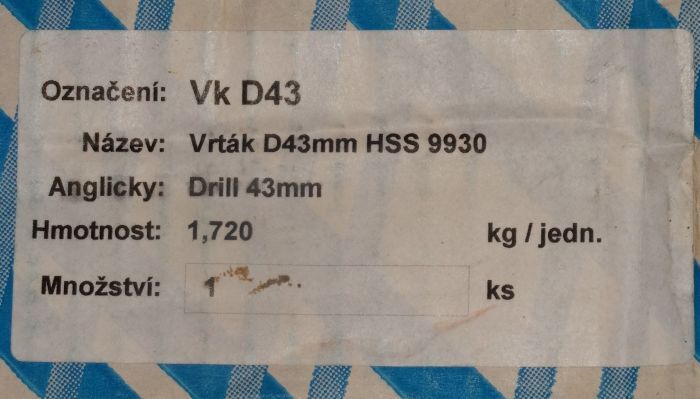 Označení: Vk D43
Název: Vrták D43mm HSS 9930
Anglicky: Drill 43mm
Hmotnost: 1,720 kg / jedn.
Množství: 1 ks